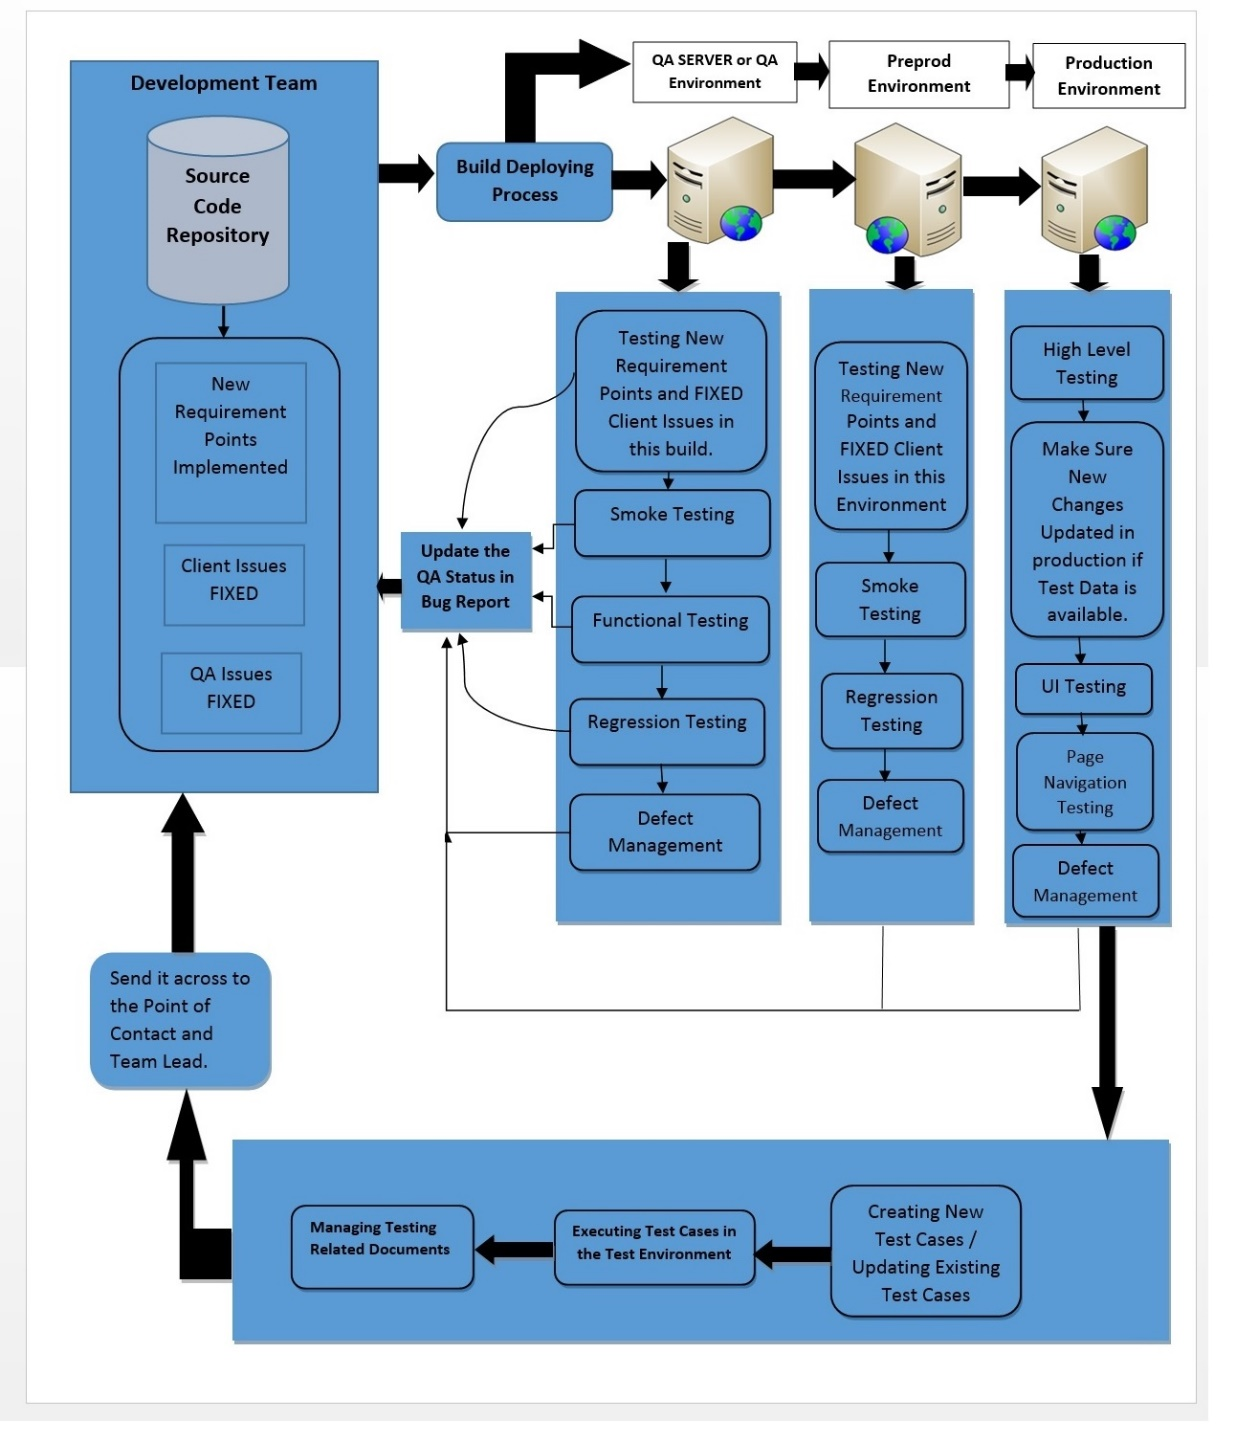 Development Team
Source
Code
Repository
New
Requirement
Points
Implemented
Client Issues
FIXED
QA Issues
FIXED
Build Deploying
Process
QA SERVER or QA
Environment
Preprod
Environment
Production
Environment
Testing New
Requirement
Points and FIXED
Client Issues in
this build.
Smoke Testing
Functional Testing
Regression Testing
Defect
Management
Update the
QA Status in
Bug Report
Testing New
Requirement
Points and
FIXED Client
Issues in this
Environment
Smoke
Testing
Regression
Testing
Defect
Management
High Level
Testing
Make Sure
New
Changes
Updated in
production if
Test Data is
available.
UI Testing
Page
Navigation
Testing
Defect
Management
Send it across to
the Point of
Contact and
Team Lead.
Managing Testing
Related Documents
Executing Test Cases in
the Test Environment
Creating New
Test Cases /
Updating Existing
Test Cases